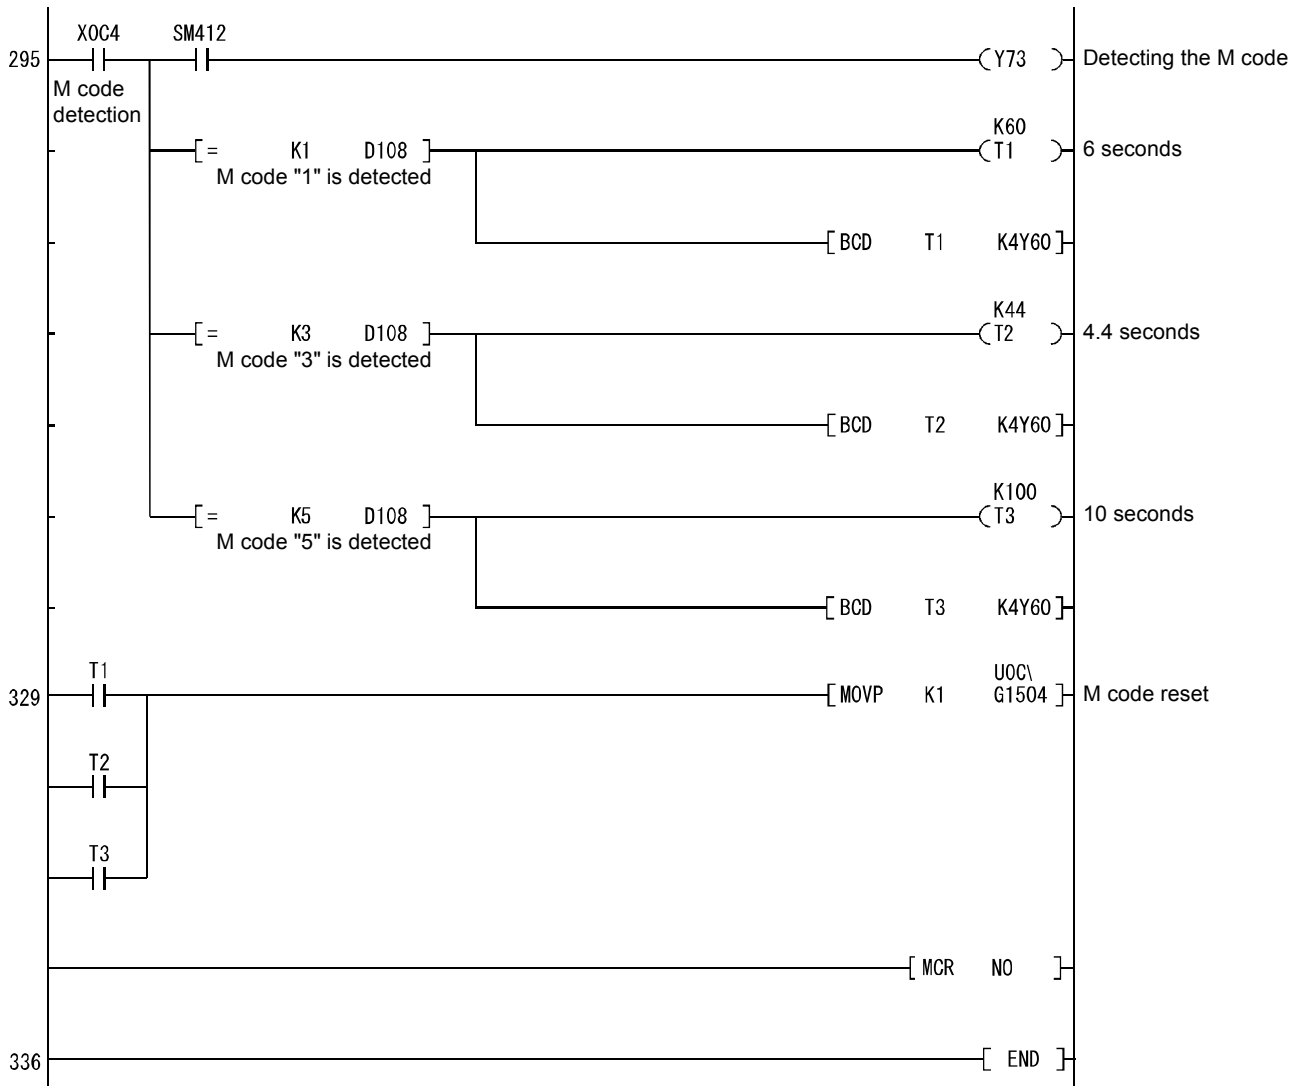 X0C4 SM412
295 Y73 Detecting the M code
M code
detection
K60
= K1 D108 T1 6 seconds
M code "1" is detected
BCD T1 K4Y60
K44
= K3 D108 T2 4.4 seconds
M code "3" is detected
BCD T2 K4Y60
K100
= K5 D108 T3 10 seconds
M code "5" is detected
BCD T3 K4Y60
T1 U0C\
329 MOVP K1 G1504 M code reset
T2
T3
MCR N0
336 END